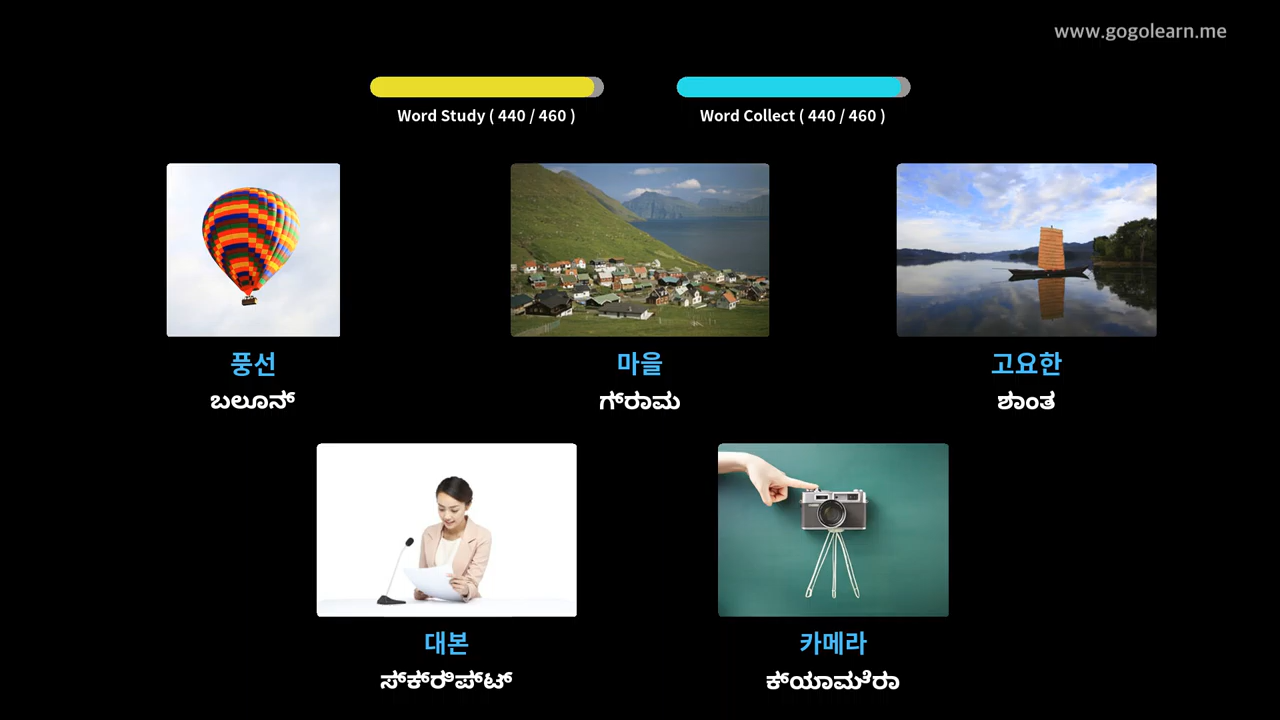 www.gogolearn.me
Word Study ( 440 / 460 )
Word Collect ( 440 / 460 )
풍선
ಬಲೂನ್
마을
ಗ್ರಾಮ
고요한
ಶಾಂತ
대본
ಸ್ಕ್ರಿಪ್ಟ್
카메라
ಕ್ಯಾಮೆರಾ